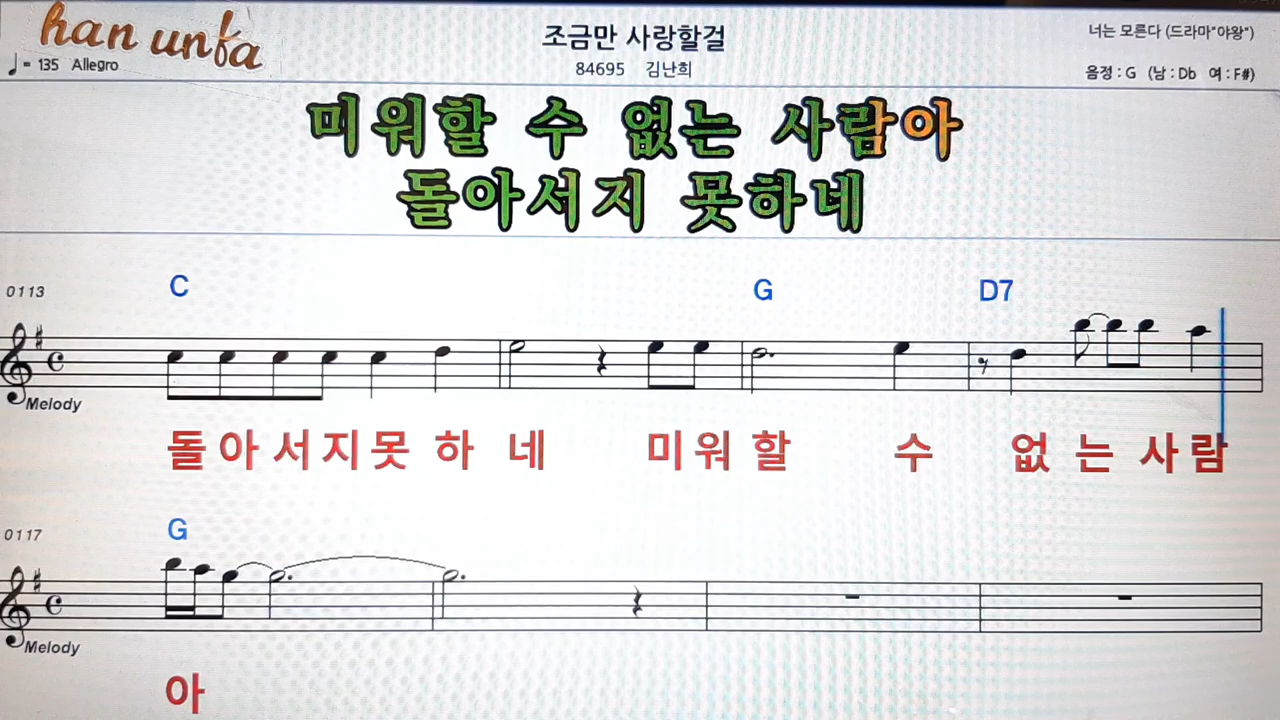 han unfa
조금만 사랑할걸
너는 모른다 (드라마"야왕")
♩= 135 Allegro
84695 김난희
음정 : G (남 : Db 여 : F#)
미워할 수 없는 사람아
돌아서지 못하네
0113
C G D7
Melody
돌 아 서 지 못 하 네 미 워 할 수 없 는 사 람
0117
G
Melody
아